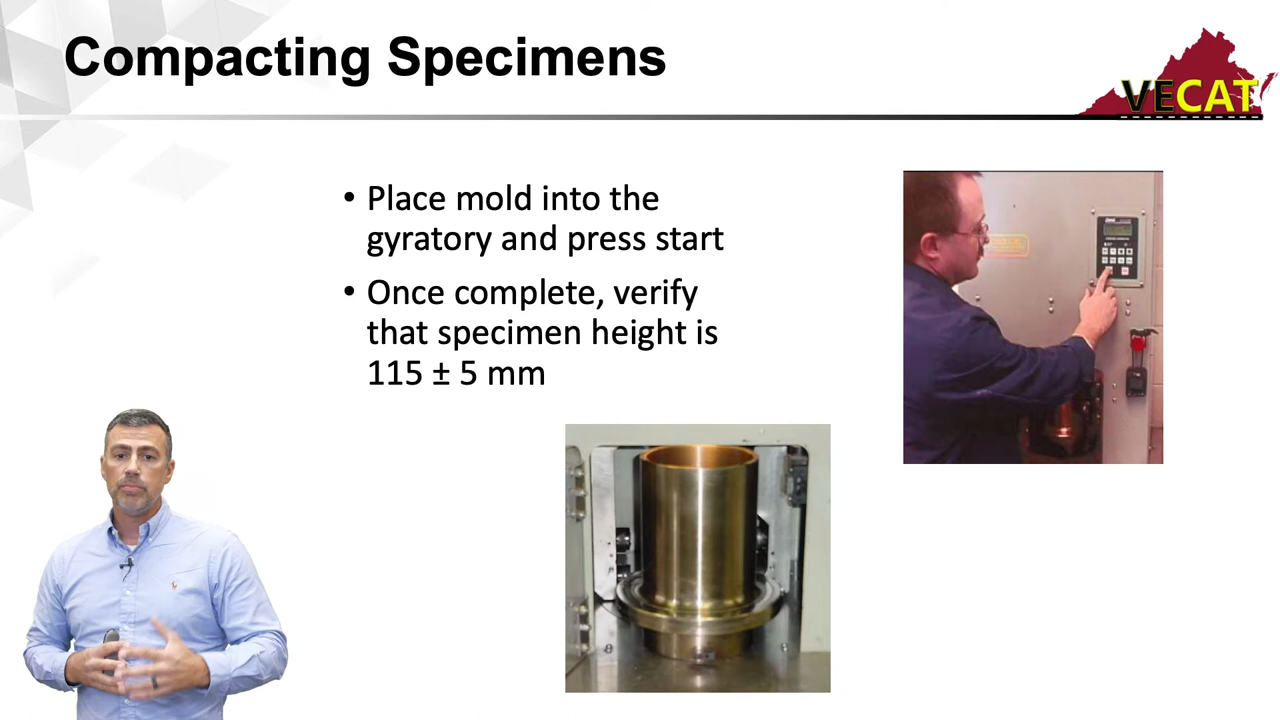 Compacting Specimens
VECAT
• Place mold into the
gyratory and press start
• Once complete, verify
that specimen height is
115 ± 5 mm